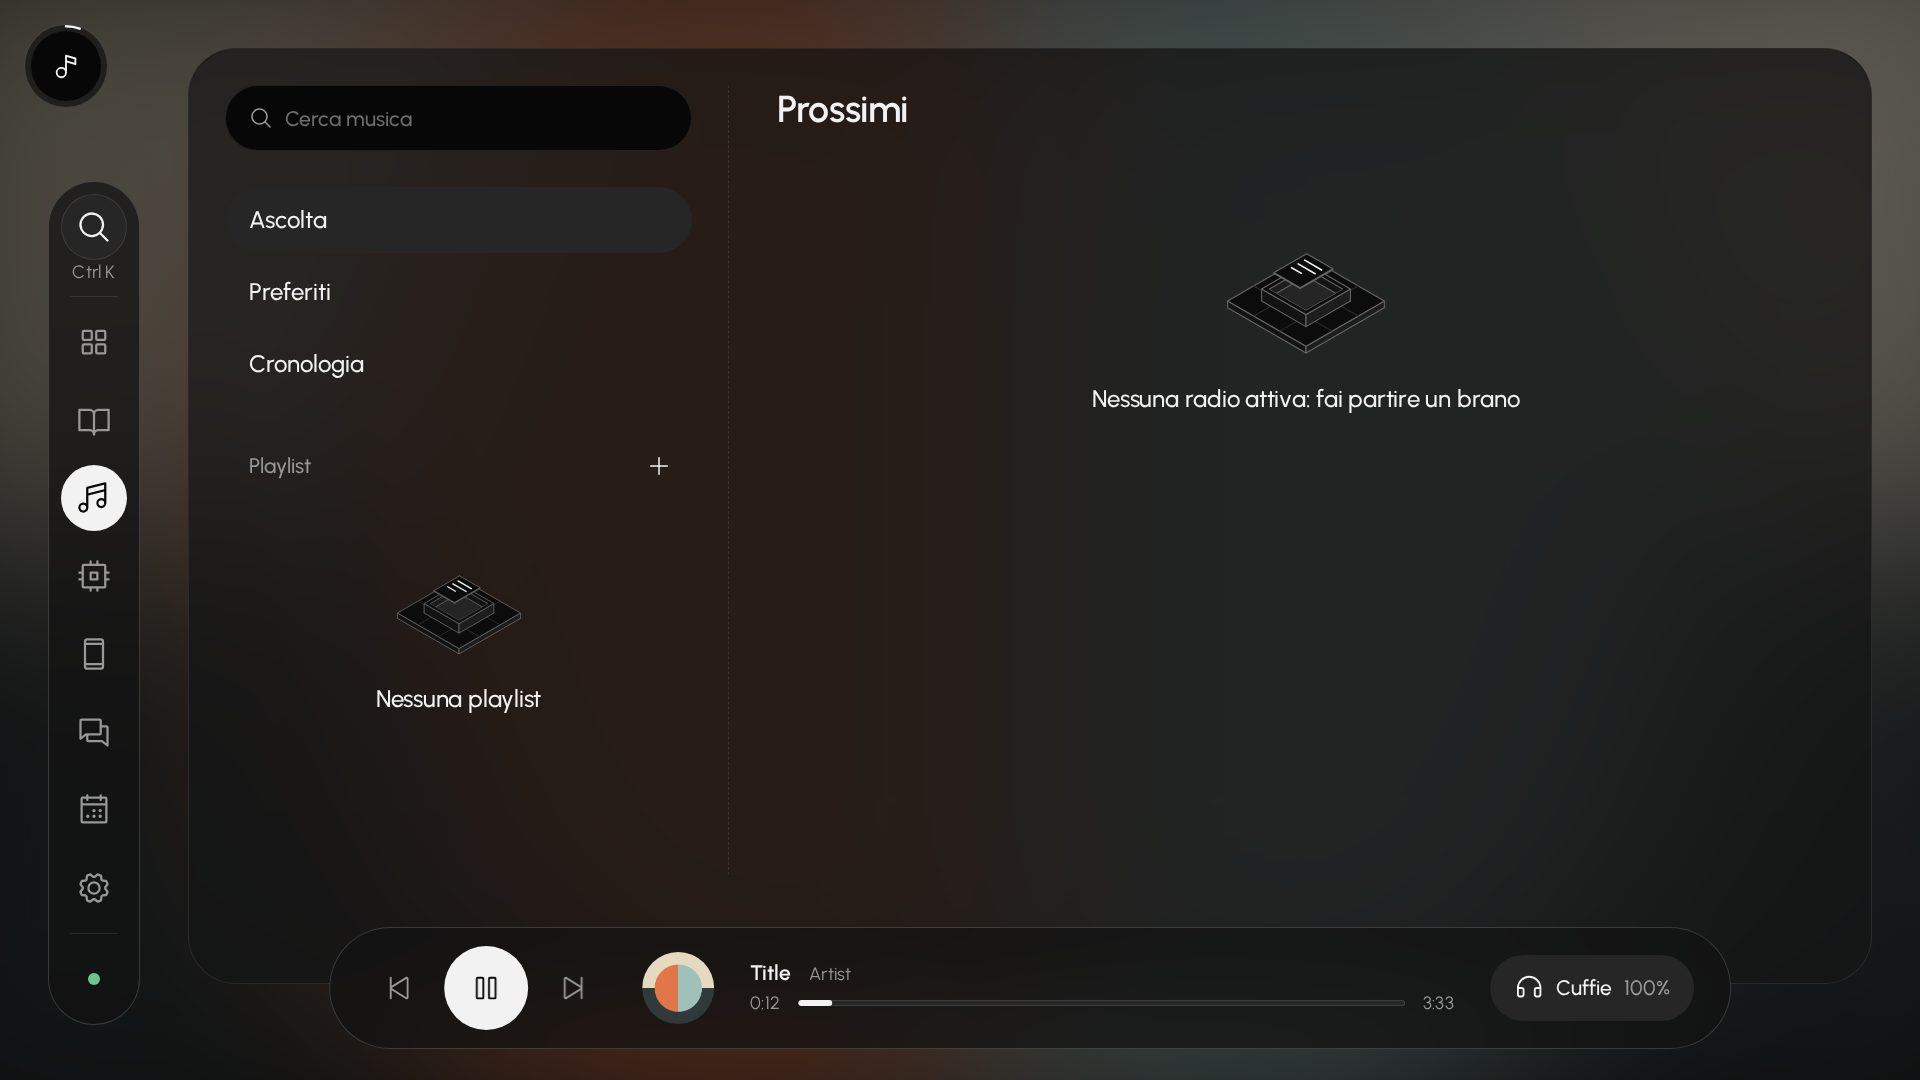 Cerca musica
Prossimi
Ascolta
Ctrl K
Preferiti
Cronologia
Nessuna radio attiva: fai partire un brano
Playlist
Nessuna playlist
Title Artist
0:12 3:33
Cuffie 100%